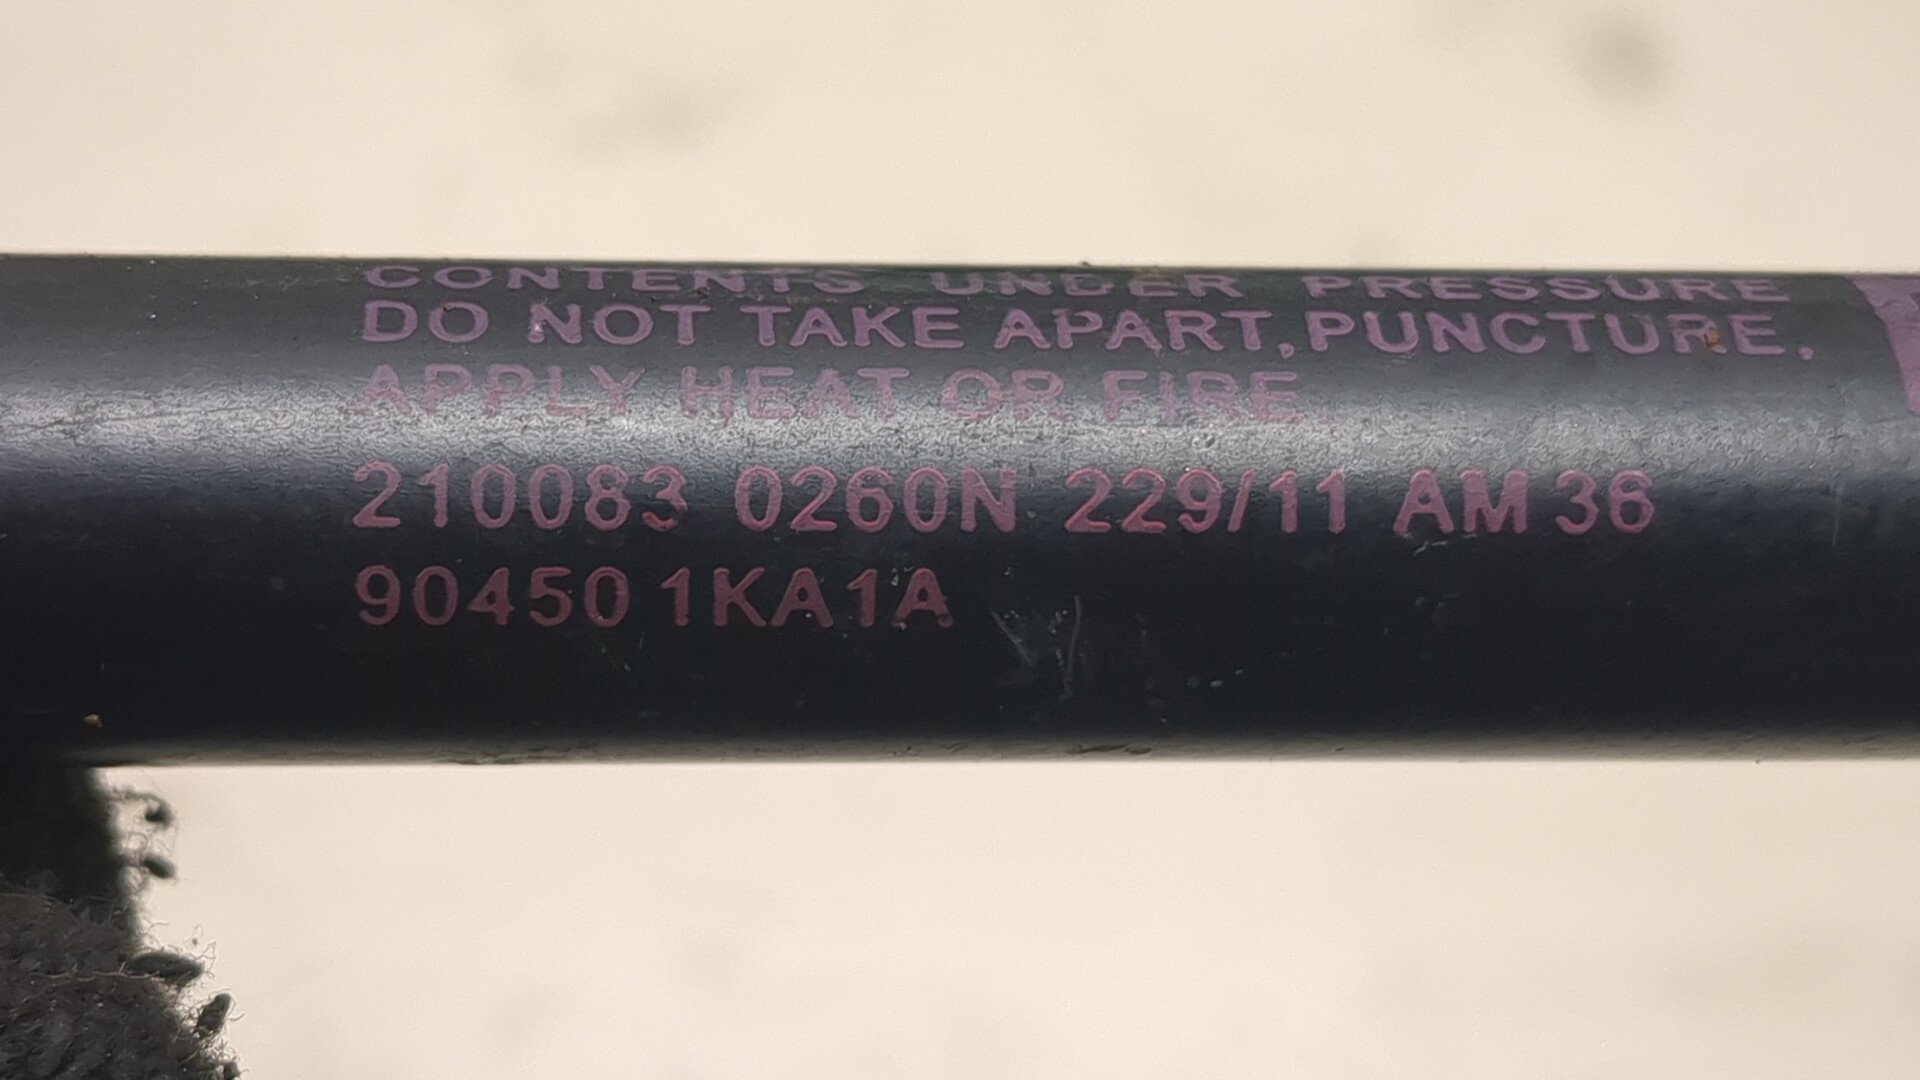 CONTENTS UNDER PRESSURE
DO NOT TAKE APART,PUNCTURE,
APPLY HEAT OR FIRE.
210083 0260N 229/11 AM 36
90450 1KA1A